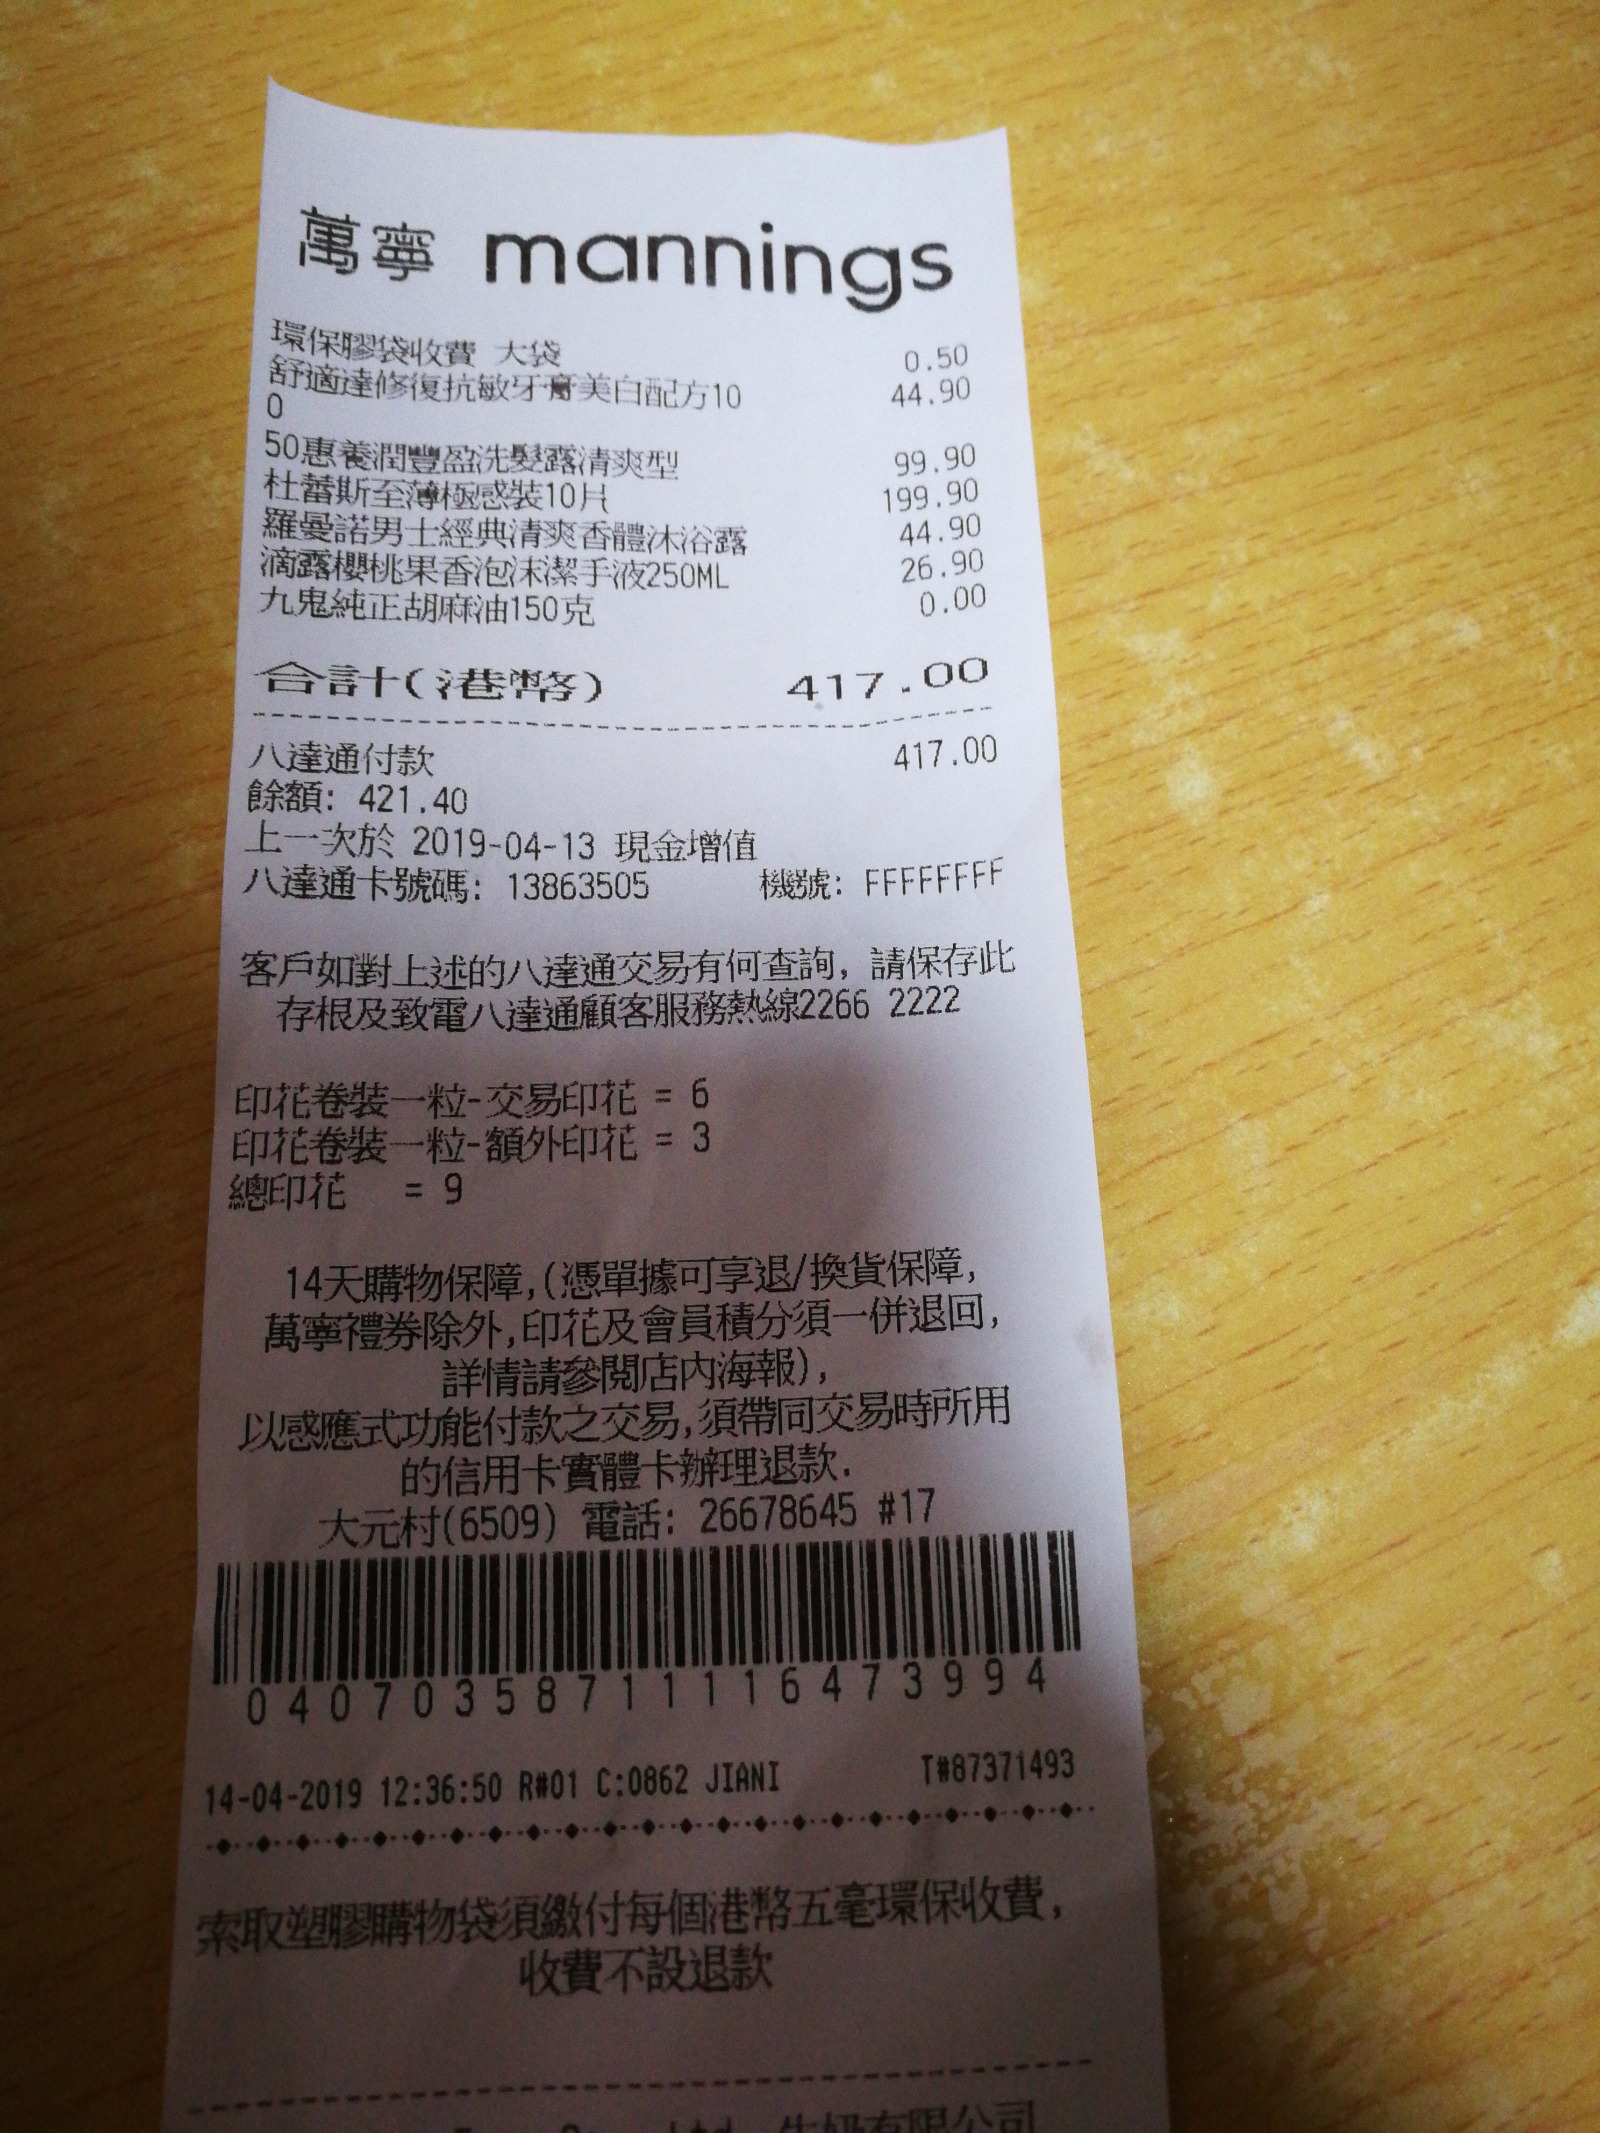 萬寧 mannings
環保膠袋收費 大袋 0.50
舒適達修復抗敏牙膏美白配方10 44.90
0
50惠養潤豐盈洗髮露清爽型 99.90
杜蕾斯至薄極感裝10片 199.90
羅曼諾男士經典清爽香體沐浴露 44.90
滴露櫻桃果香泡沫潔手液250ML 26.90
九鬼純正胡麻油150克 0.00
合計(港幣) 417.00
八達通付款 417.00
餘額: 421.40
上一次於 2019-04-13 現金增值
八達通卡號碼: 13863505 機號: FFFFFFFF
客戶如對上述的八達通交易有何查詢, 請保存此
存根及致電八達通顧客服務熱線2266 2222
印花卷裝一粒-交易印花 = 6
印花卷裝一粒-額外印花 = 3
總印花 = 9
14天購物保障,(憑單據可享退/換貨保障,
萬寧禮券除外,印花及會員積分須一併退回,
詳情請參閱店內海報),
以感應式功能付款之交易,須帶同交易時所用
的信用卡實體卡辦理退款.
大元村(6509) 電話: 26678645 #17
04070358711116473994
14-04-2019 12:36:50 R#01 C:0862 JIANI T#87371493
索取塑膠購物袋須繳付每個港幣五毫環保收費,
收費不設退款
Ltd. 牛奶有限公司